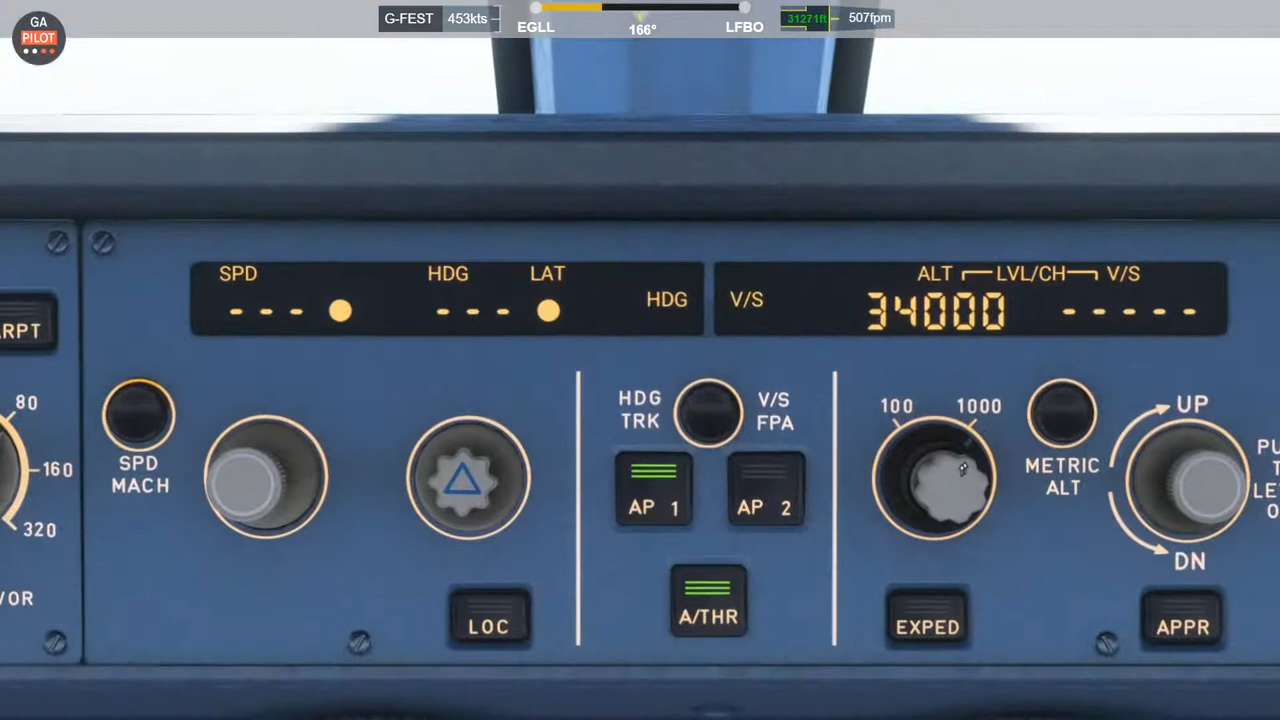 GA
PILOT
G-FEST 453kts
EGLL 166° LFBO
31271ft 507fpm
SPD HDG LAT
- - - - - - HDG
V/S ALT LVL/CH V/S
34000 - - - - -
ARPT
80
160
320
VOR
SPD
MACH
LOC
HDG
TRK
V/S
FPA
AP 1
AP 2
A/THR
100 1000
METRIC
ALT
UP
DN
EXPED
APPR